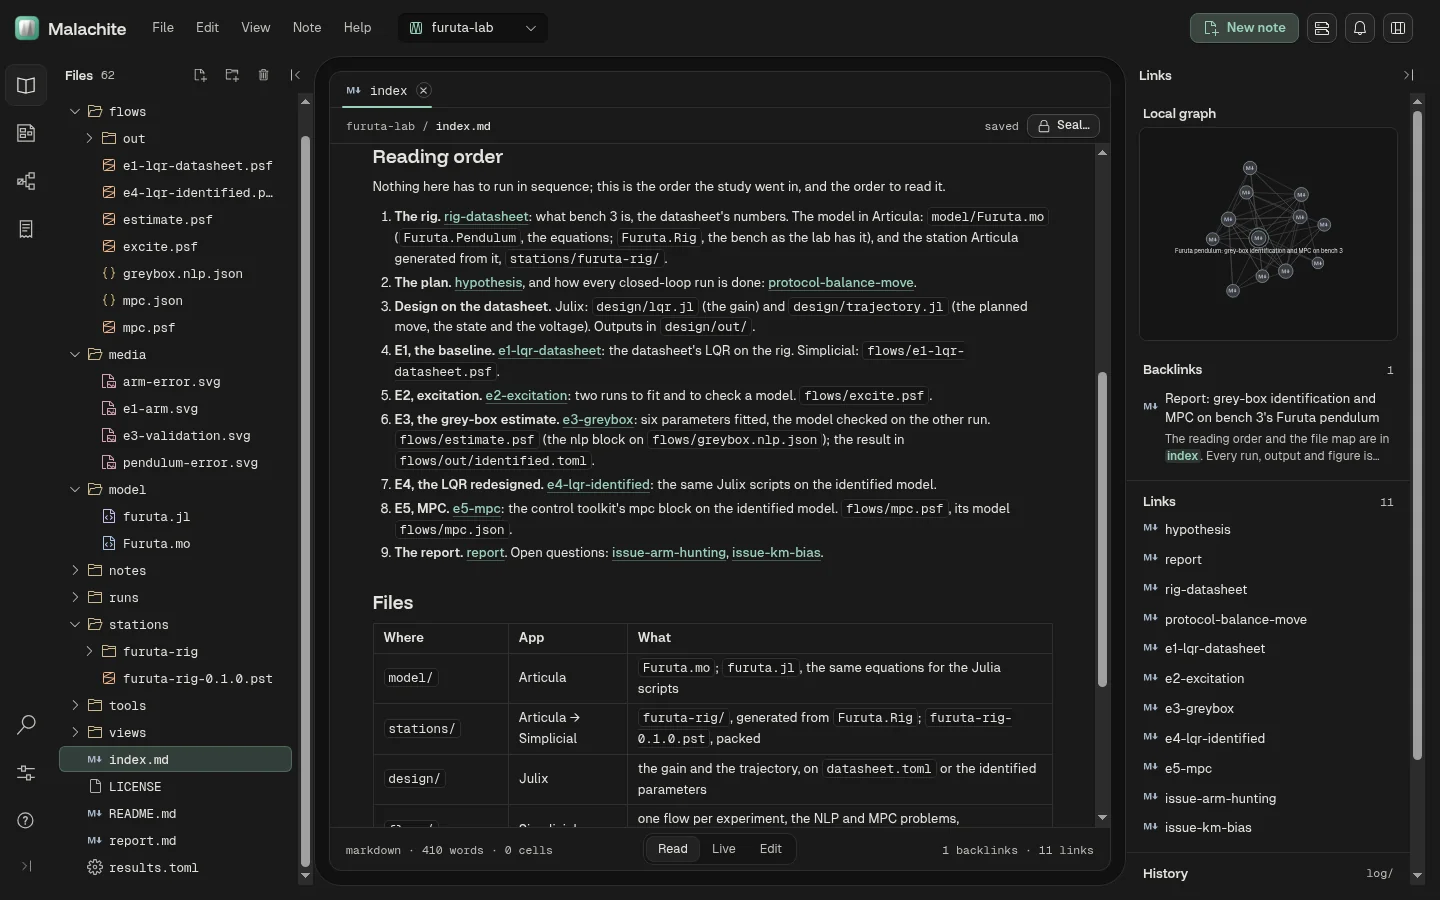 Malachite File Edit View Note Help furuta-lab New note
Files 62
flows
out
e1-lqr-datasheet.psf
e4-lqr-identified.p…
estimate.psf
excite.psf
greybox.nlp.json
mpc.json
mpc.psf
media
arm-error.svg
e1-arm.svg
e3-validation.svg
pendulum-error.svg
model
furuta.jl
Furuta.mo
notes
runs
stations
furuta-rig
furuta-rig-0.1.0.pst
tools
views
index.md
LICENSE
README.md
report.md
results.toml
index
furuta-lab / index.md saved Seal…
Reading order
Nothing here has to run in sequence; this is the order the study went in, and the order to read it.
1. The rig. rig-datasheet: what bench 3 is, the datasheet's numbers. The model in Articula: model/Furuta.mo
(Furuta.Pendulum, the equations; Furuta.Rig, the bench as the lab has it), and the station Articula
generated from it, stations/furuta-rig/.
2. The plan. hypothesis, and how every closed-loop run is done: protocol-balance-move.
3. Design on the datasheet. Julix: design/lqr.jl (the gain) and design/trajectory.jl (the planned
move, the state and the voltage). Outputs in design/out/.
4. E1, the baseline. e1-lqr-datasheet: the datasheet's LQR on the rig. Simplicial: flows/e1-lqr-
datasheet.psf.
5. E2, excitation. e2-excitation: two runs to fit and to check a model. flows/excite.psf.
6. E3, the grey-box estimate. e3-greybox: six parameters fitted, the model checked on the other run.
flows/estimate.psf (the nlp block on flows/greybox.nlp.json); the result in
flows/out/identified.toml.
7. E4, the LQR redesigned. e4-lqr-identified: the same Julix scripts on the identified model.
8. E5, MPC. e5-mpc: the control toolkit's mpc block on the identified model. flows/mpc.psf, its model
flows/mpc.json.
9. The report. report. Open questions: issue-arm-hunting, issue-km-bias.
Files
Where App What
model/ Articula Furuta.mo; furuta.jl, the same equations for the Julia
scripts
stations/ Articula → Simplicial furuta-rig/, generated from Furuta.Rig; furuta-rig-
0.1.0.pst, packed
design/ Julix the gain and the trajectory, on datasheet.toml or the identified
parameters
one flow per experiment, the NLP and MPC problems,
markdown · 410 words · 0 cells Read Live Edit 1 backlinks · 11 links
Links
Local graph
Furuta pendulum: grey-box identification and MPC on bench 3
Backlinks 1
Report: grey-box identification and
MPC on bench 3's Furuta pendulum
The reading order and the file map are in
index. Every run, output and figure is…
Links 11
hypothesis
report
rig-datasheet
protocol-balance-move
e1-lqr-datasheet
e2-excitation
e3-greybox
e4-lqr-identified
e5-mpc
issue-arm-hunting
issue-km-bias
History log/